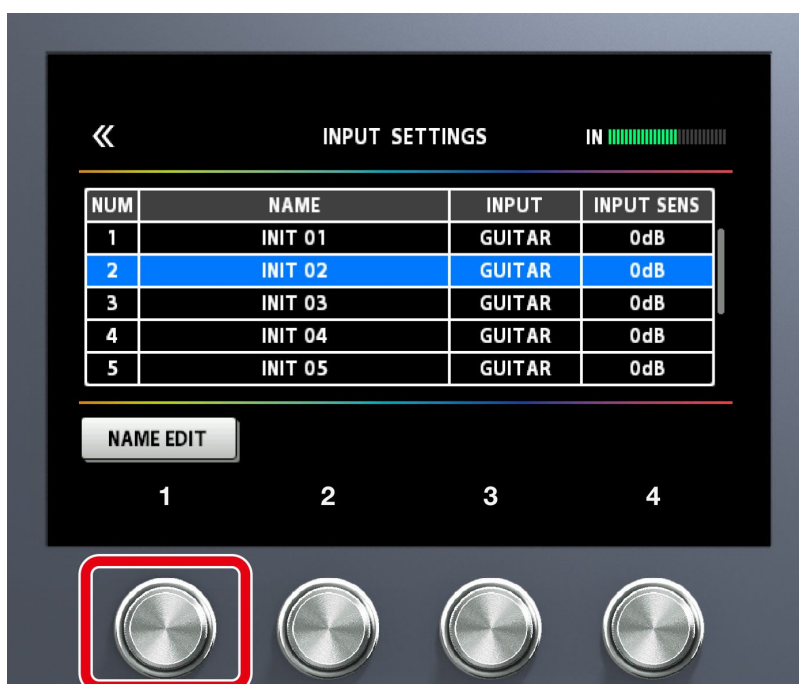 « INPUT SETTINGS IN
NUM NAME INPUT INPUT SENS
1 INIT 01 GUITAR 0dB
2 INIT 02 GUITAR 0dB
3 INIT 03 GUITAR 0dB
4 INIT 04 GUITAR 0dB
5 INIT 05 GUITAR 0dB
NAME EDIT
1 2 3 4